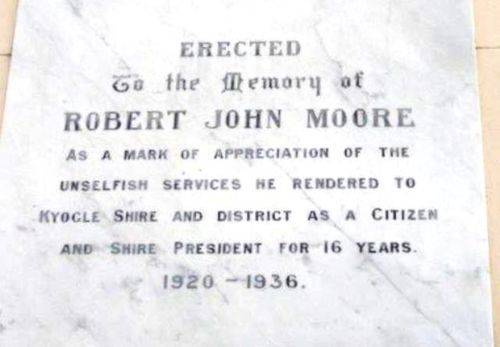 ERECTED
To the Memory of
ROBERT JOHN MOORE
AS A MARK OF APPRECIATION OF THE
UNSELFISH SERVICES HE RENDERED TO
KYOGLE SHIRE AND DISTRICT AS A CITIZEN
AND SHIRE PRESIDENT FOR 16 YEARS.
1920 - 1936.